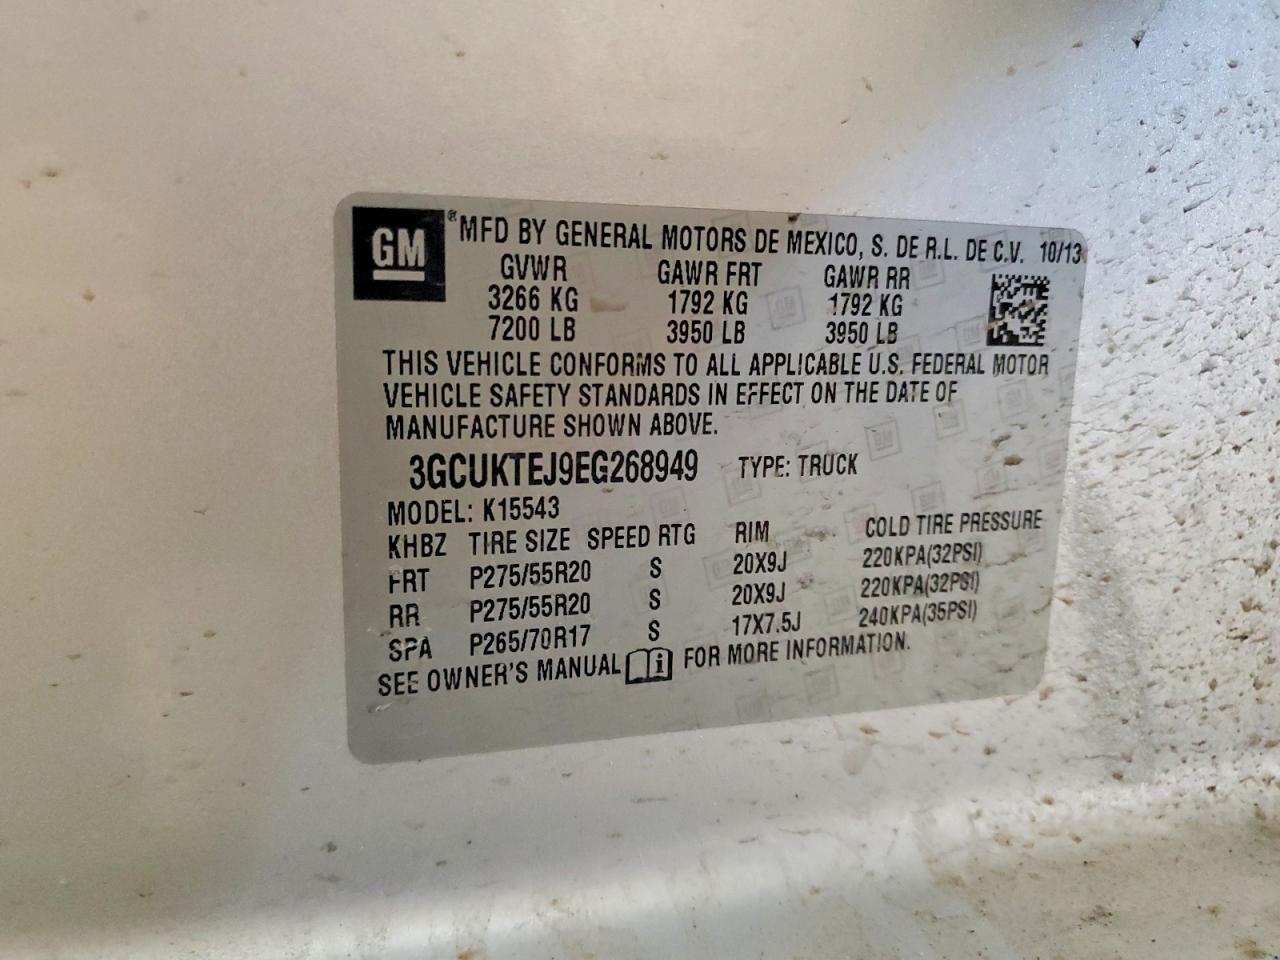 GM ® MFD BY GENERAL MOTORS DE MEXICO, S. DE R.L. DE C.V. 10/13
GVWR GAWR FRT GAWR RR
3266 KG 1792 KG 1792 KG
7200 LB 3950 LB 3950 LB
THIS VEHICLE CONFORMS TO ALL APPLICABLE U.S. FEDERAL MOTOR
VEHICLE SAFETY STANDARDS IN EFFECT ON THE DATE OF
MANUFACTURE SHOWN ABOVE.
3GCUKTEJ9EG268949 TYPE: TRUCK
MODEL: K15543
KHBZ TIRE SIZE SPEED RTG RIM COLD TIRE PRESSURE
FRT P275/55R20 S 20X9J 220KPA(32PSI)
RR P275/55R20 S 20X9J 220KPA(32PSI)
SPA P265/70R17 S 17X7.5J 240KPA(35PSI)
SEE OWNER'S MANUAL i FOR MORE INFORMATION.